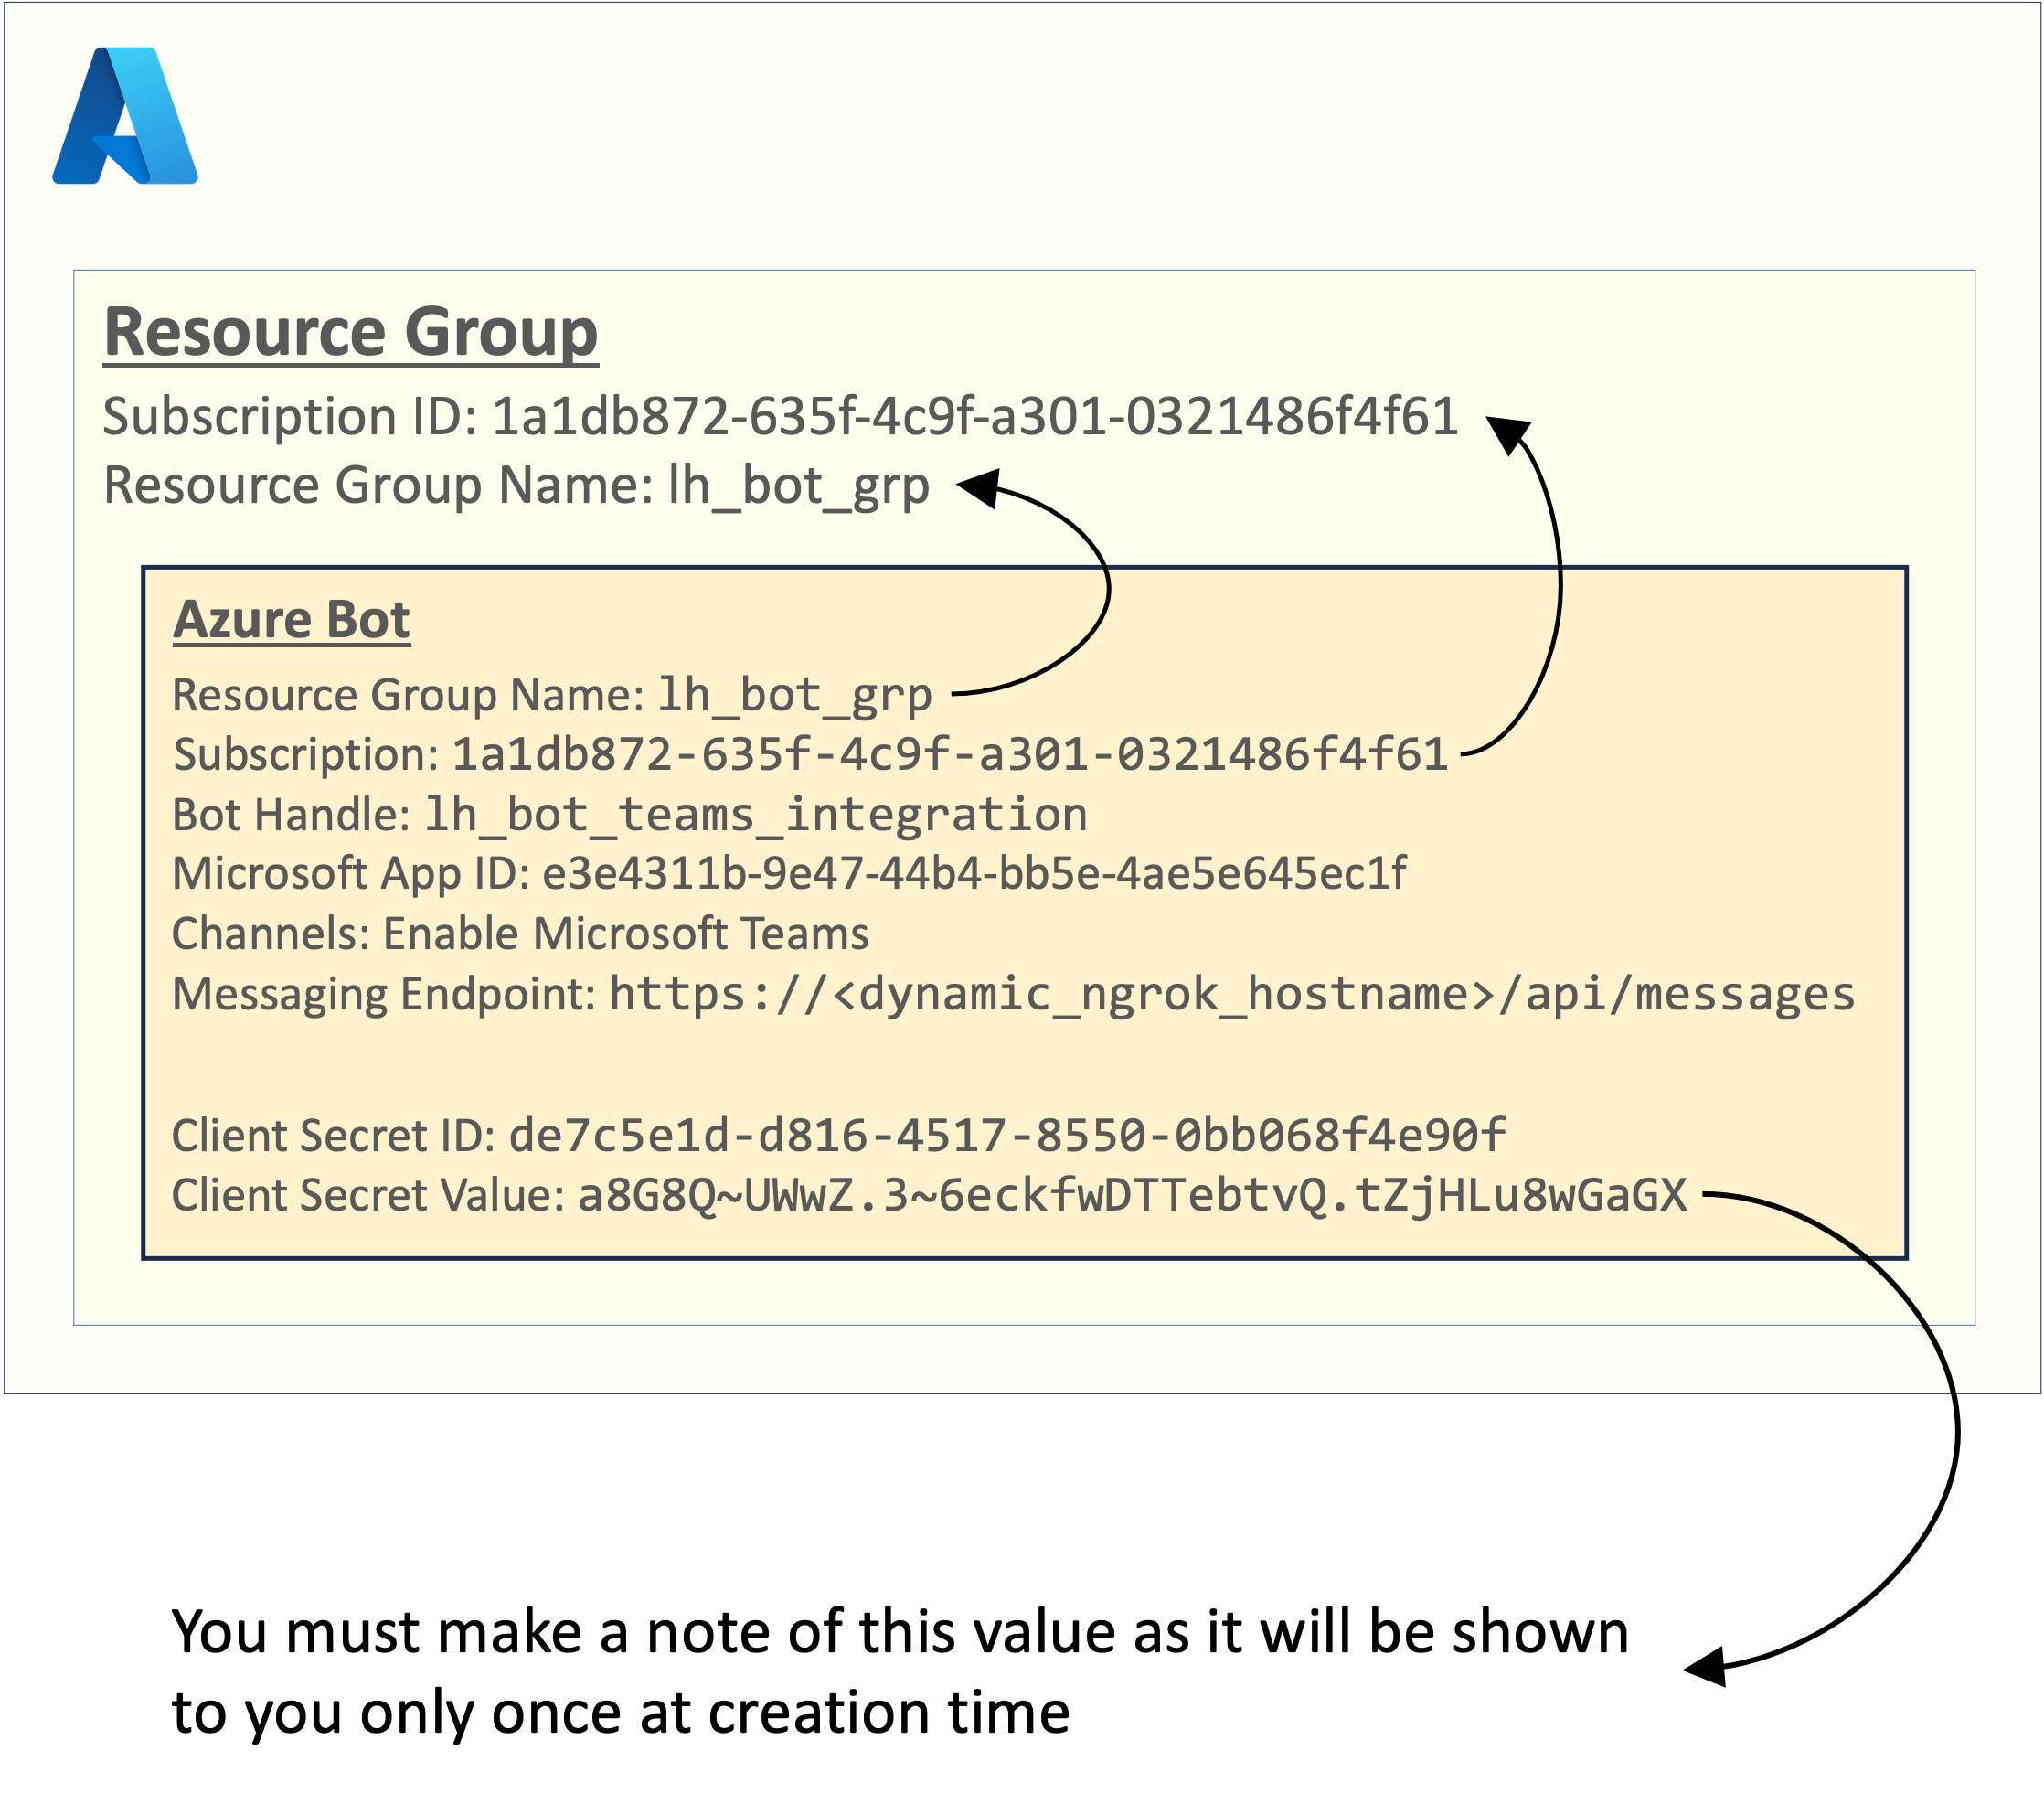 Resource Group
Subscription ID: 1a1db872-635f-4c9f-a301-0321486f4f61
Resource Group Name: lh_bot_grp
Azure Bot
Resource Group Name: lh_bot_grp
Subscription: 1a1db872-635f-4c9f-a301-0321486f4f61
Bot Handle: lh_bot_teams_integration
Microsoft App ID: e3e4311b-9e47-44b4-bb5e-4ae5e645ec1f
Channels: Enable Microsoft Teams
Messaging Endpoint: https://<dynamic_ngrok_hostname>/api/messages
Client Secret ID: de7c5e1d-d816-4517-8550-0bb068f4e90f
Client Secret Value: a8G8Q~UWwZ.3~6eckfwDTTebtvQ.tZjHLu8wGaGX
You must make a note of this value as it will be shown
to you only once at creation time